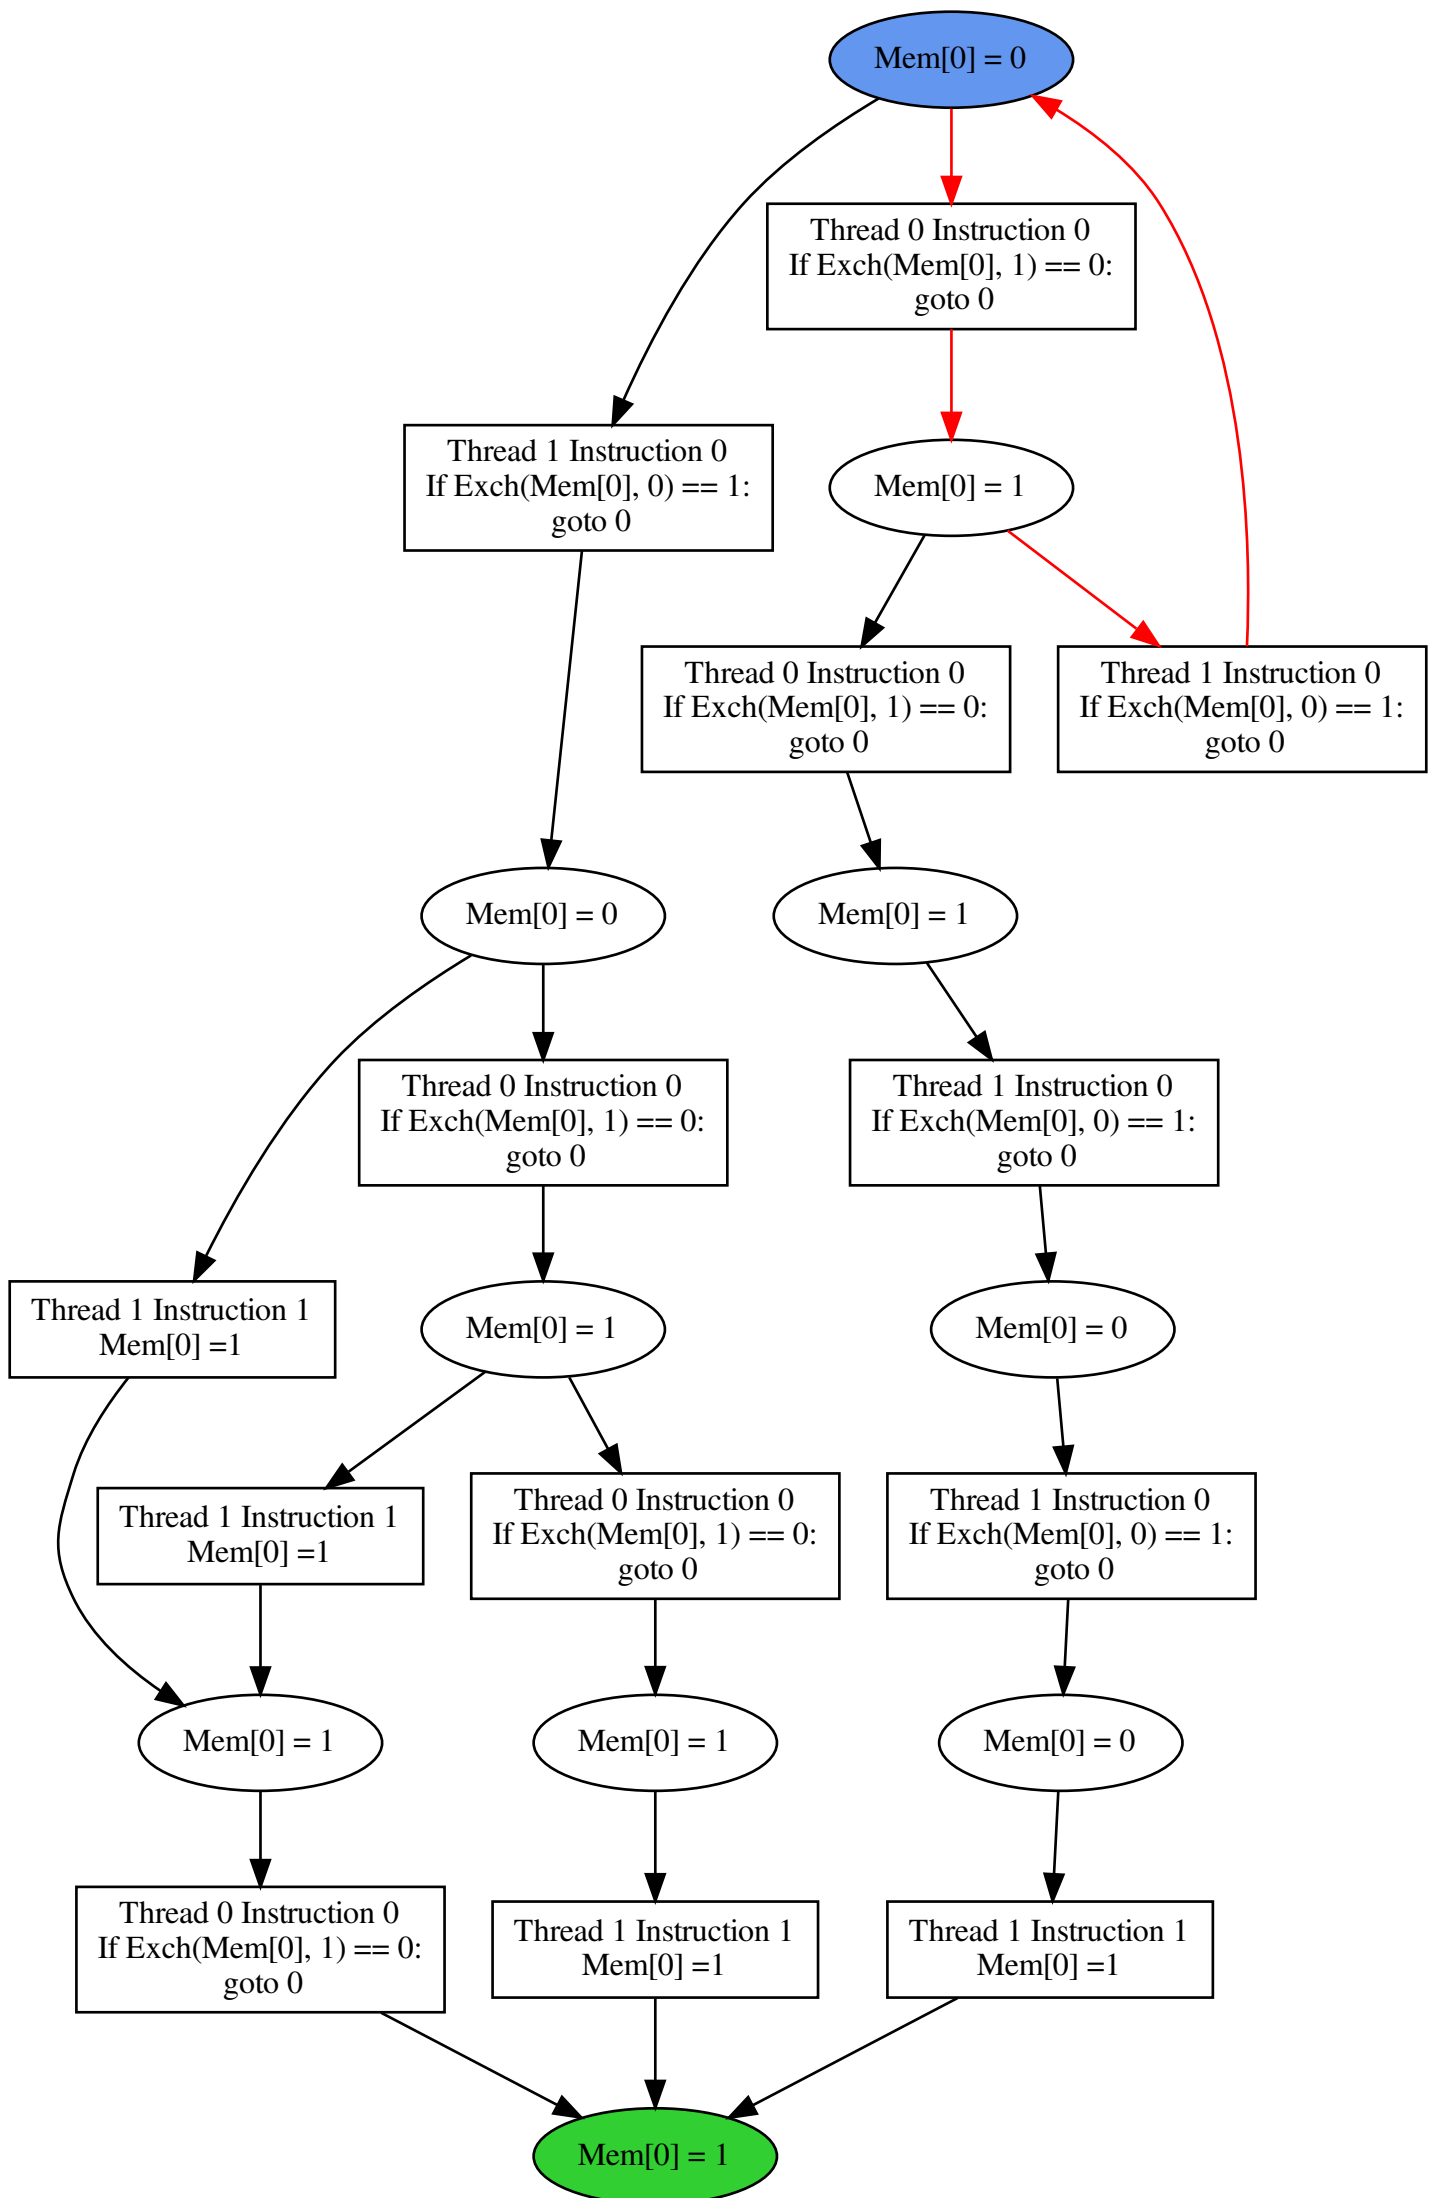 Mem[0] = 0
Thread 0 Instruction 0
If Exch(Mem[0], 1) == 0:
goto 0
Thread 1 Instruction 0
If Exch(Mem[0], 0) == 1:
goto 0
Mem[0] = 1
Thread 0 Instruction 0
If Exch(Mem[0], 1) == 0:
goto 0
Thread 1 Instruction 0
If Exch(Mem[0], 0) == 1:
goto 0
Mem[0] = 0
Mem[0] = 1
Thread 0 Instruction 0
If Exch(Mem[0], 1) == 0:
goto 0
Thread 1 Instruction 0
If Exch(Mem[0], 0) == 1:
goto 0
Thread 1 Instruction 1
Mem[0] =1
Mem[0] = 1
Mem[0] = 0
Thread 1 Instruction 1
Mem[0] =1
Thread 0 Instruction 0
If Exch(Mem[0], 1) == 0:
goto 0
Thread 1 Instruction 0
If Exch(Mem[0], 0) == 1:
goto 0
Mem[0] = 1
Mem[0] = 1
Mem[0] = 0
Thread 0 Instruction 0
If Exch(Mem[0], 1) == 0:
goto 0
Thread 1 Instruction 1
Mem[0] =1
Thread 1 Instruction 1
Mem[0] =1
Mem[0] = 1